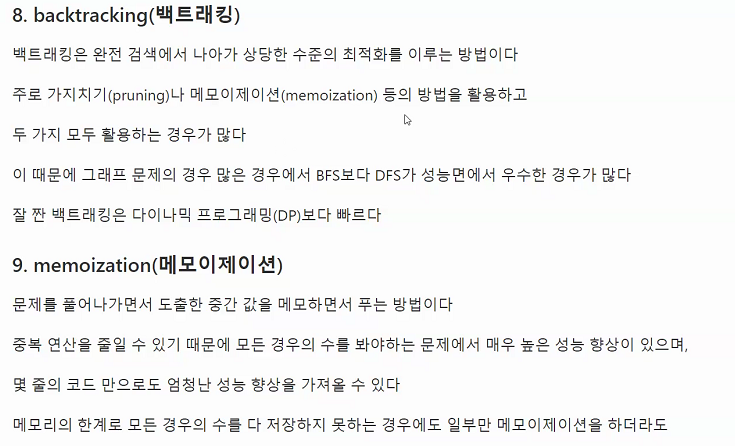 8. backtracking(백트래킹)
백트래킹은 완전 검색에서 나아가 상당한 수준의 최적화를 이루는 방법이다
주로 가지치기(pruning)나 메모이제이션(memoization) 등의 방법을 활용하고
두 가지 모두 활용하는 경우가 많다
이 때문에 그래프 문제의 경우 많은 경우에서 BFS보다 DFS가 성능면에서 우수한 경우가 많다
잘 짠 백트래킹은 다이나믹 프로그래밍(DP)보다 빠르다
9. memoization(메모이제이션)
문제를 풀어나가면서 도출한 중간 값을 메모하면서 푸는 방법이다
중복 연산을 줄일 수 있기 때문에 모든 경우의 수를 봐야하는 문제에서 매우 높은 성능 향상이 있으며,
몇 줄의 코드 만으로도 엄청난 성능 향상을 가져올 수 있다
메모리의 한계로 모든 경우의 수를 다 저장하지 못하는 경우에도 일부만 메모이제이션을 하더라도